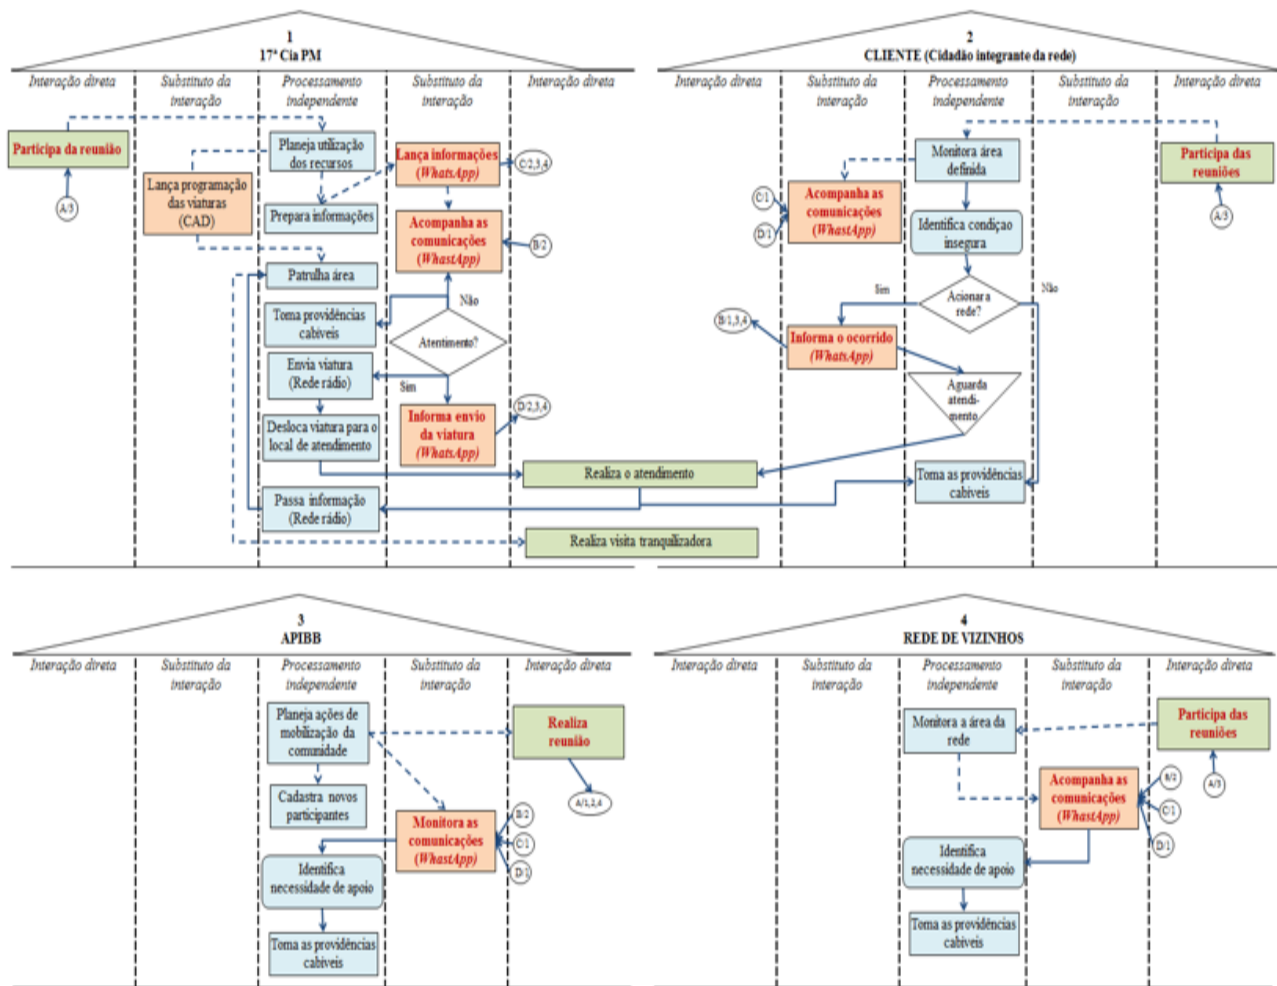 1
17ª Cia PM
Interação direta
Substituto da
interação
Processamento
independente
Substituto da
interação
Interação direta
Participa da reunião
A/3
Lança programação
das viaturas
(CAD)
Planeja utilização
dos recursos
Prepara informações
Patrulha área
Toma providências
cabíveis
Envia viatura
(Rede rádio)
Desloca viatura para o
local de atendimento
Passa informação
(Rede rádio)
Lança informações
(WhatsApp)
Acompanha as
comunicações
(WhastApp)
Não
Atendimento?
Sim
Informa envio
da viatura
(WhatsApp)
C/2,3,4
B/2
D/2,3,4
Realiza o atendimento
Realiza visita tranquilizadora
2
CLIENTE (Cidadão integrante da rede)
Interação direta
Substituto da
interação
Processamento
independente
Substituto da
interação
Interação direta
C/1
D/1
B/1,3,4
Acompanha as
comunicações
(WhastApp)
Sim
Informa o ocorrido
(WhatsApp)
Monitora área
definida
Identifica condiçao
insegura
Acionar a
rede?
Não
Aguarda
atendi-
mento
Toma as providências
cabíveis
Participa das
reuniões
A/3
3
APIBB
Interação direta
Substituto da
interação
Processamento
independente
Substituto da
interação
Interação direta
Planeja ações de
mobilização da
comunidade
Cadastra novos
participantes
Identifica
necessidade de apoio
Toma as providências
cabíveis
Monitora as
comunicações
(WhastApp)
Realiza
reunião
A/1,2,4
B/2
C/1
D/1
4
REDE DE VIZINHOS
Interação direta
Substituto da
interação
Processamento
independente
Substituto da
interação
Interação direta
Monitora a área da
rede
Identifica
necessidade de apoio
Toma as providências
cabíveis
Acompanha as
comunicações
(WhastApp)
Participa das
reuniões
B/2
A/3
C/1
D/1